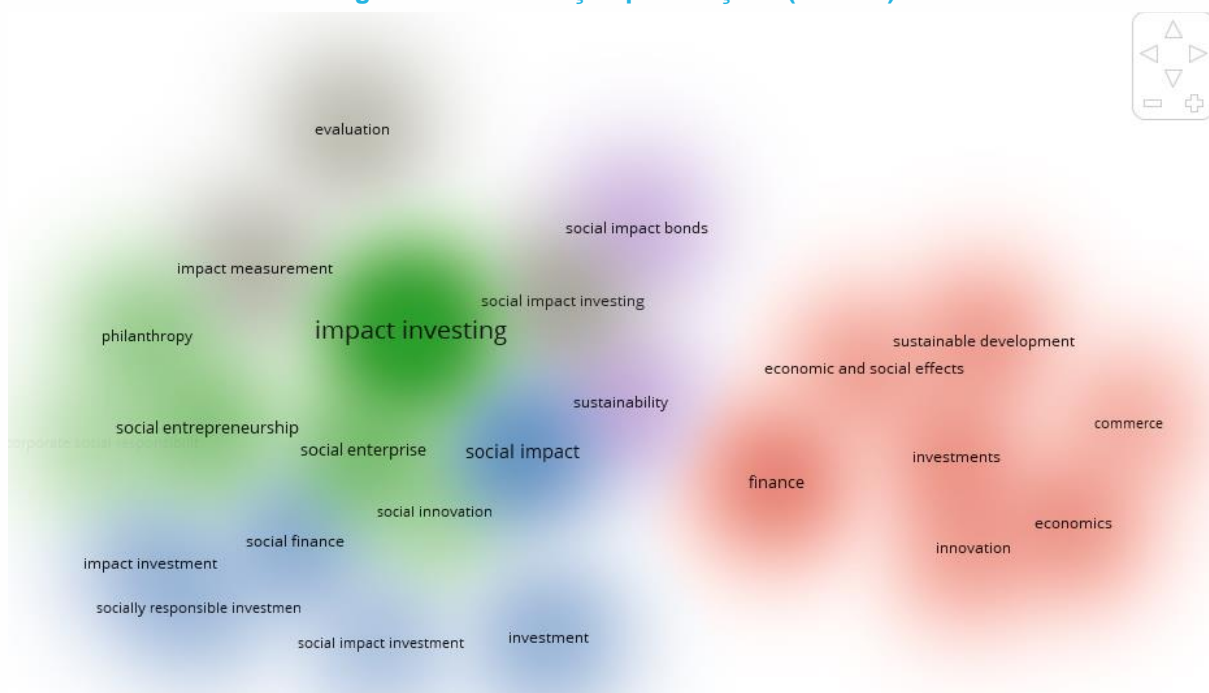 evaluation
social impact bonds
impact measurement
social impact investing
impact investing
philanthropy
sustainable development
economic and social effects
sustainability
commerce
social entrepreneurship
corporate social
social enterprise
social impact
investments
finance
social innovation
economics
social finance
innovation
impact investment
socially responsible investmen
social impact investment
investment